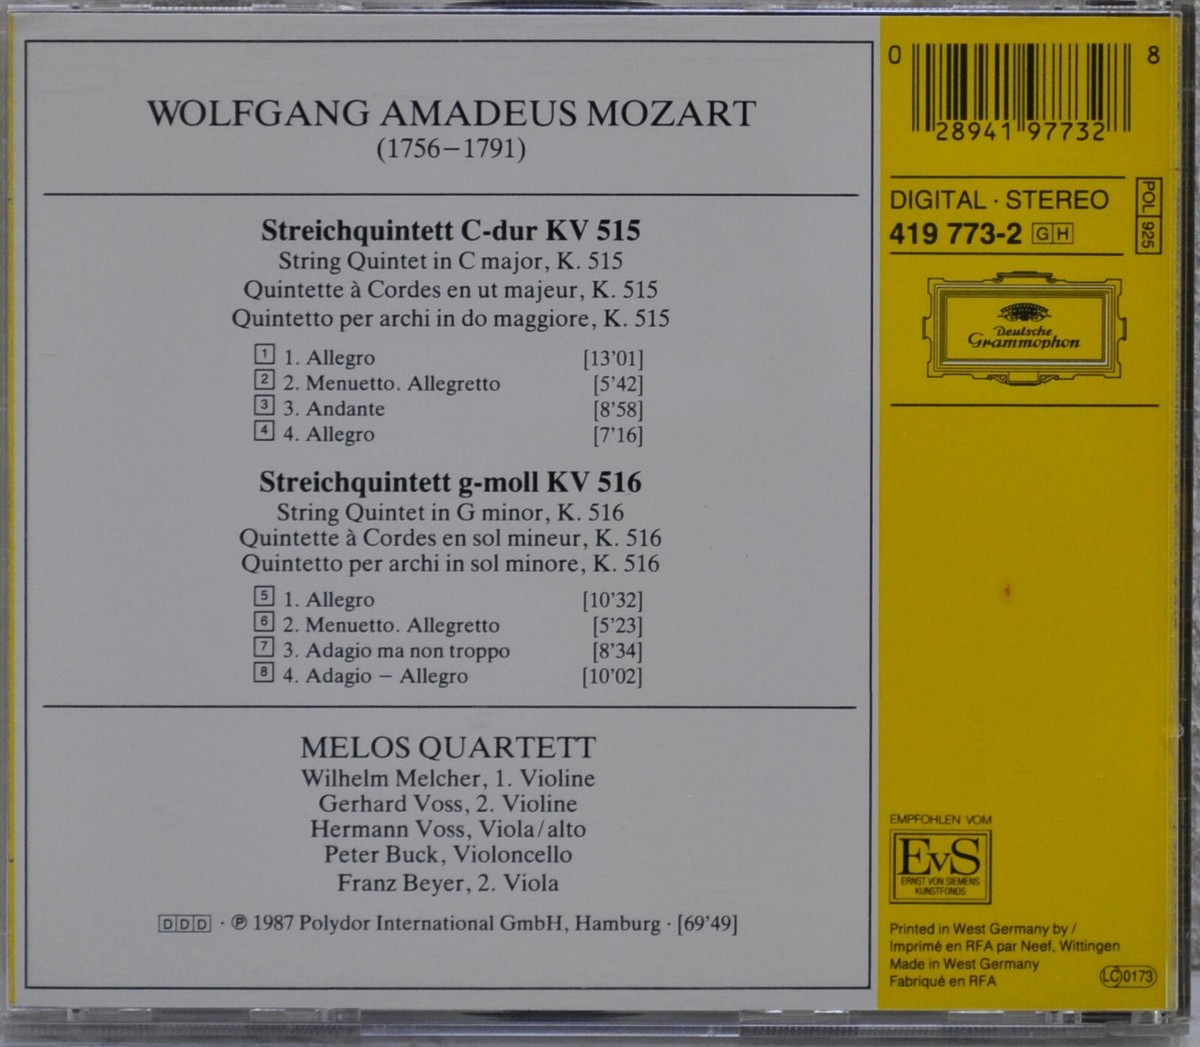 WOLFGANG AMADEUS MOZART
(1756–1791)
Streichquintett C-dur KV 515
String Quintet in C major, K. 515
Quintette à Cordes en ut majeur, K. 515
Quintetto per archi in do maggiore, K. 515
1 1. Allegro [13’01]
2 2. Menuetto. Allegretto [5’42]
3 3. Andante [8’58]
4 4. Allegro [7’16]
Streichquintett g-moll KV 516
String Quintet in G minor, K. 516
Quintette à Cordes en sol mineur, K. 516
Quintetto per archi in sol minore, K. 516
5 1. Allegro [10’32]
6 2. Menuetto. Allegretto [5’23]
7 3. Adagio ma non troppo [8’34]
8 4. Adagio – Allegro [10’02]
MELOS QUARTETT
Wilhelm Melcher, 1. Violine
Gerhard Voss, 2. Violine
Hermann Voss, Viola/alto
Peter Buck, Violoncello
Franz Beyer, 2. Viola
DDD · ℗ 1987 Polydor International GmbH, Hamburg · [69’49]
0 28941 97732 8
DIGITAL · STEREO
419 773-2 GH
POL 925
Deutsche
Grammophon
EMPFOHLEN VOM
EvS
ERNST VON SIEMENS
KUNSTFONDS
Printed in West Germany by /
Imprimé en RFA par Neef, Wittingen
Made in West Germany
Fabriqué en RFA
LC 0173